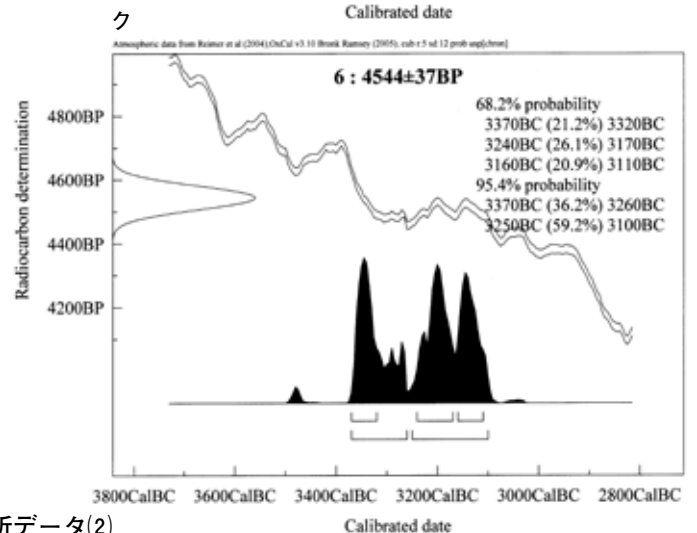 ク
Calibrated date
Atmospheric data from Reimer et al (2004);OxCal v3.10 Bronk Ramsey (2005); cub r:5 sd:12 prob usp[chron]
6 : 4544±37BP
68.2% probability
3370BC (21.2%) 3320BC
3240BC (26.1%) 3170BC
3160BC (20.9%) 3110BC
95.4% probability
3370BC (36.2%) 3260BC
3250BC (59.2%) 3100BC
Radiocarbon determination
4800BP
4600BP
4400BP
4200BP
3800CalBC 3600CalBC 3400CalBC 3200CalBC 3000CalBC 2800CalBC
データ(2)
Calibrated date